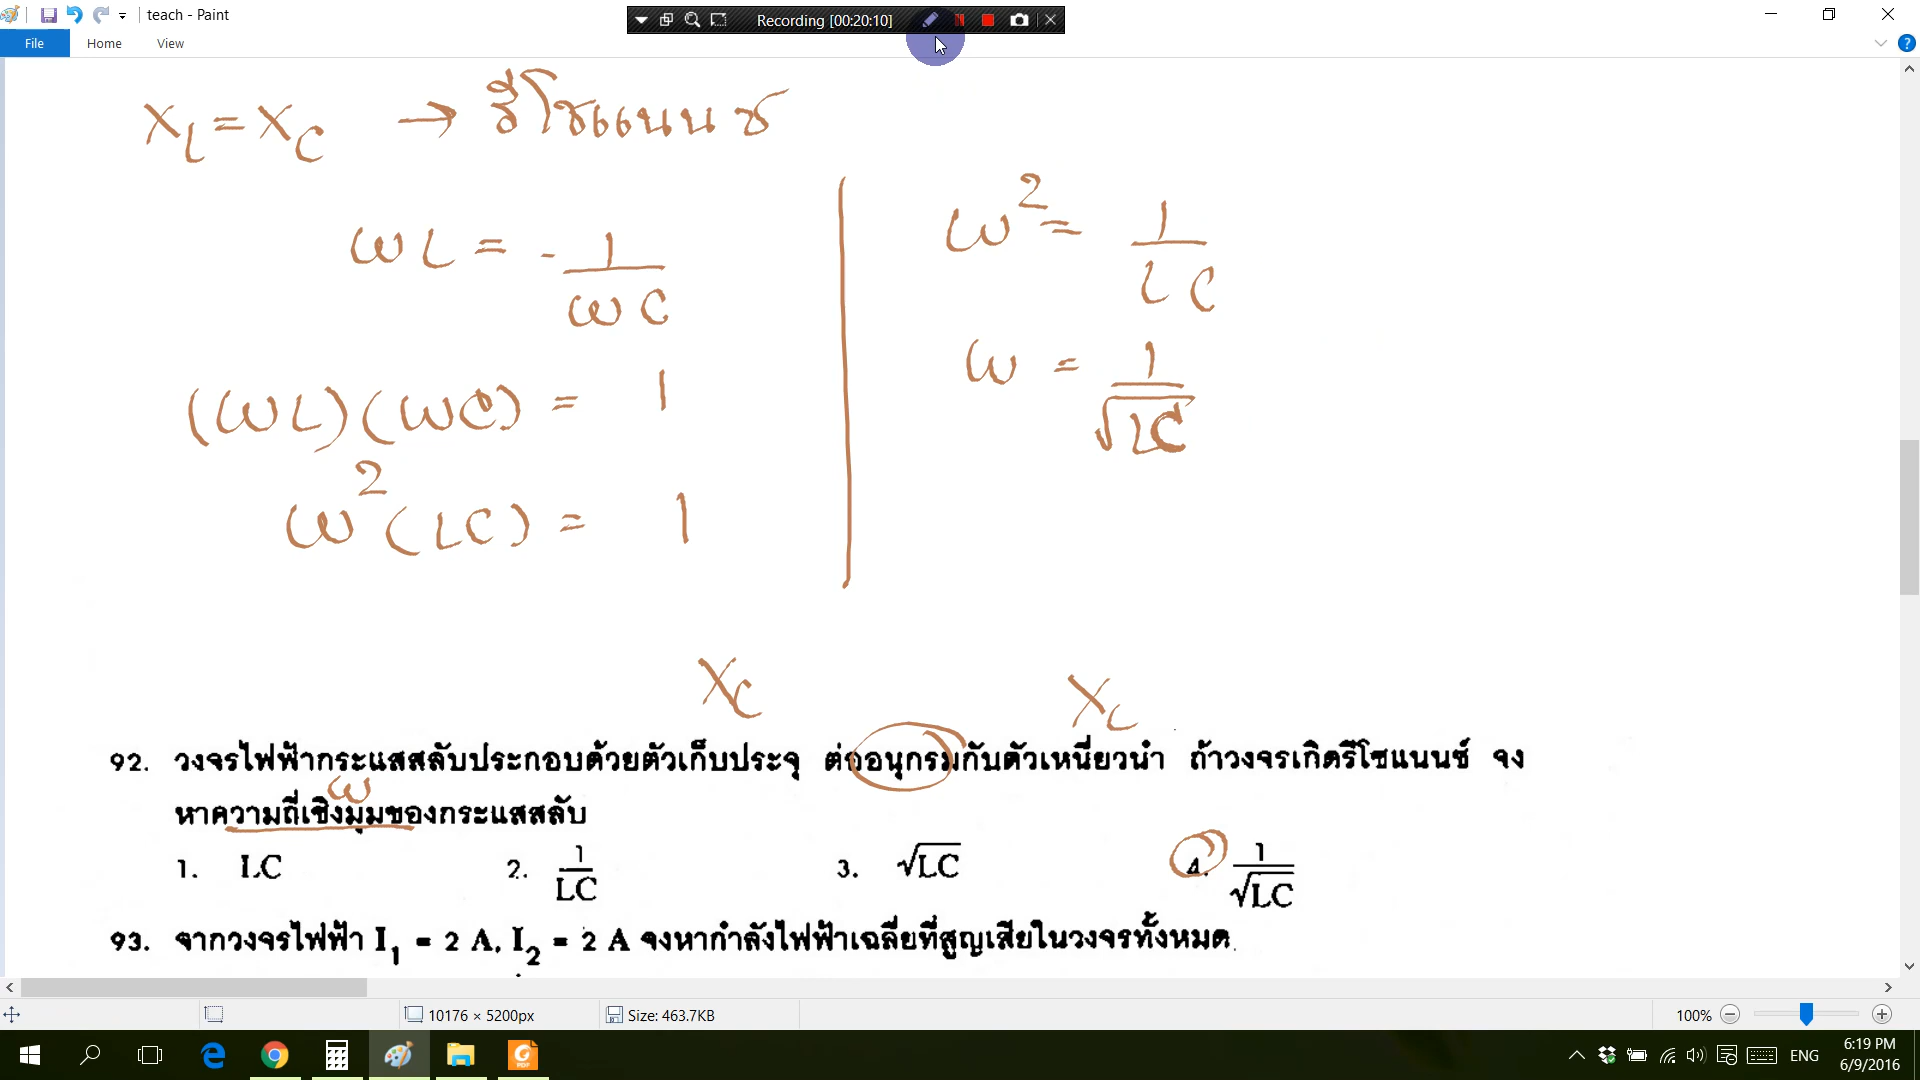 teach - Paint
Recording [00:20:10]
File Home View
X_L = X_C → รีโซแนนซ
ωL = - 1/ωC
(ωL)(ωC) = 1
ω²(LC) = 1
ω² = 1/LC
ω = 1/√LC
X_C X_L
92. วงจรไฟฟ้ากระแสสลับประกอบด้วยตัวเก็บประจุ ต่ออนุกรมกับตัวเหนี่ยวนำ ถ้าวงจรเกิดรีโซแนนซ์ จง
ω
หาความถี่เชิงมุมของกระแสสลับ
1. LC 2. 1/LC 3. √LC 4. 1/√LC
93. จากวงจรไฟฟ้า I₁ = 2 A, I₂ = 2 A จงหากำลังไฟฟ้าเฉลี่ยที่สูญเสียในวงจรทั้งหมด
10176 × 5200px Size: 463.7KB 100%
ENG 6:19 PM
6/9/2016